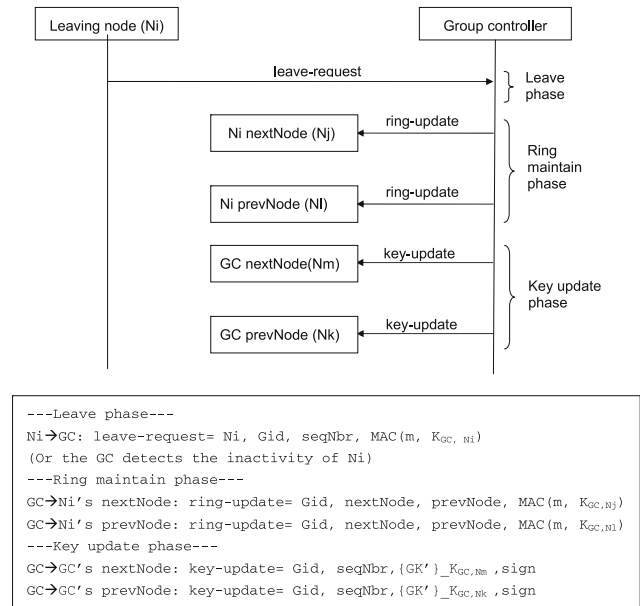 Leaving node (Ni)
Group controller
leave-request
Leave
phase
ring-update
Ni nextNode (Nj)
Ring
maintain
phase
ring-update
Ni prevNode (Nl)
key-update
GC nextNode(Nm)
Key update
phase
key-update
GC prevNode (Nk)
---Leave phase---
Ni→GC: leave-request= Ni, Gid, seqNbr, MAC(m, K_GC, Ni)
(Or the GC detects the inactivity of Ni)
---Ring maintain phase---
GC→Ni's nextNode: ring-update= Gid, nextNode, prevNode, MAC(m, K_GC,Nj)
GC→Ni's prevNode: ring-update= Gid, nextNode, prevNode, MAC(m, K_GC,Nl)
---Key update phase---
GC→GC's nextNode: key-update= Gid, seqNbr,{GK'}_K_GC,Nm ,sign
GC→GC's prevNode: key-update= Gid, seqNbr,{GK'}_K_GC,Nk ,sign